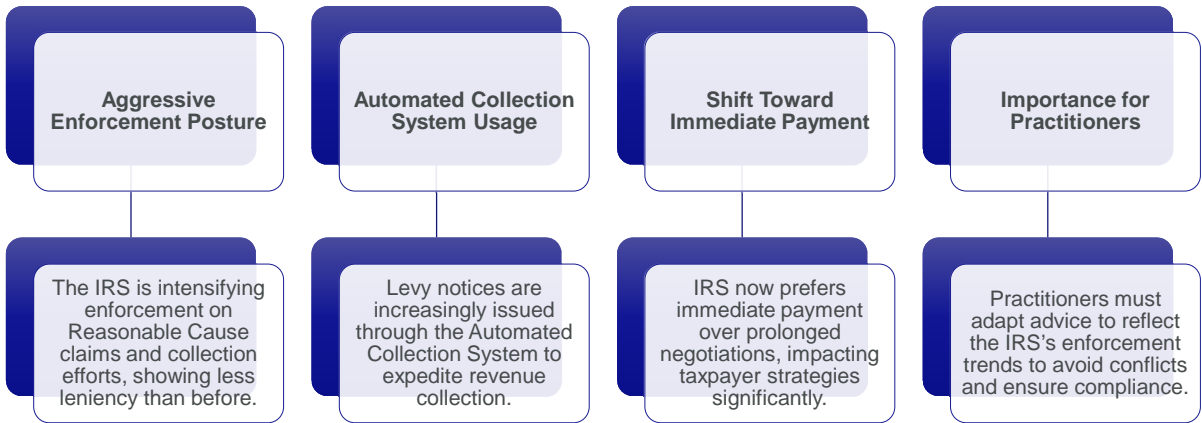 Aggressive
Enforcement Posture
Automated Collection
System Usage
Shift Toward
Immediate Payment
Importance for
Practitioners
The IRS is intensifying
enforcement on
Reasonable Cause
claims and collection
efforts, showing less
leniency than before.
Levy notices are
increasingly issued
through the Automated
Collection System to
expedite revenue
collection.
IRS now prefers
immediate payment
over prolonged
negotiations, impacting
taxpayer strategies
significantly.
Practitioners must
adapt advice to reflect
the IRS's enforcement
trends to avoid conflicts
and ensure compliance.